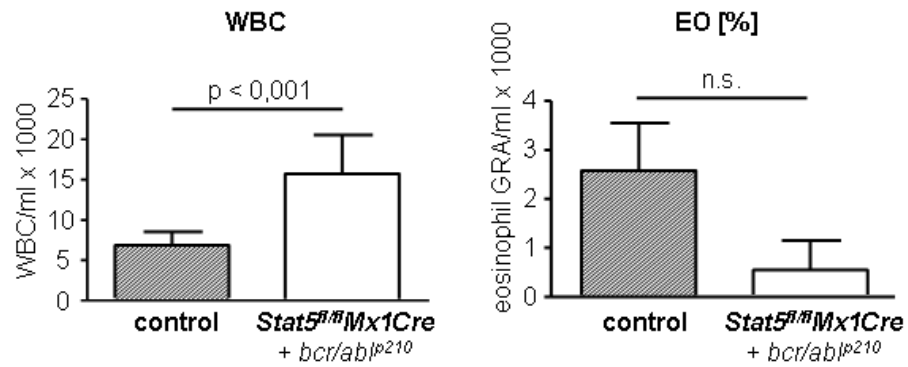 WBC
p < 0,001
WBC/ml x 1000
25
20
15
10
5
0
control
Stat5fl/flMx1Cre
+ bcr/ablp210
EO [%]
n.s.
eosinophil GRA/ml x 1000
4
3
2
1
0
control
Stat5fl/flMx1Cre
+ bcr/ablp210